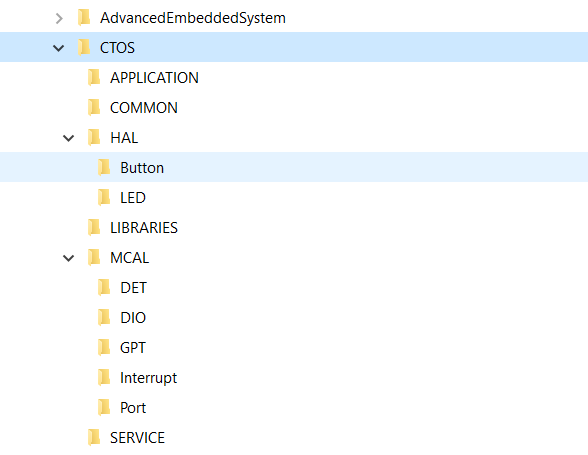 AdvancedEmbeddedSystem
CTOS
APPLICATION
COMMON
HAL
Button
LED
LIBRARIES
MCAL
DET
DIO
GPT
Interrupt
Port
SERVICE